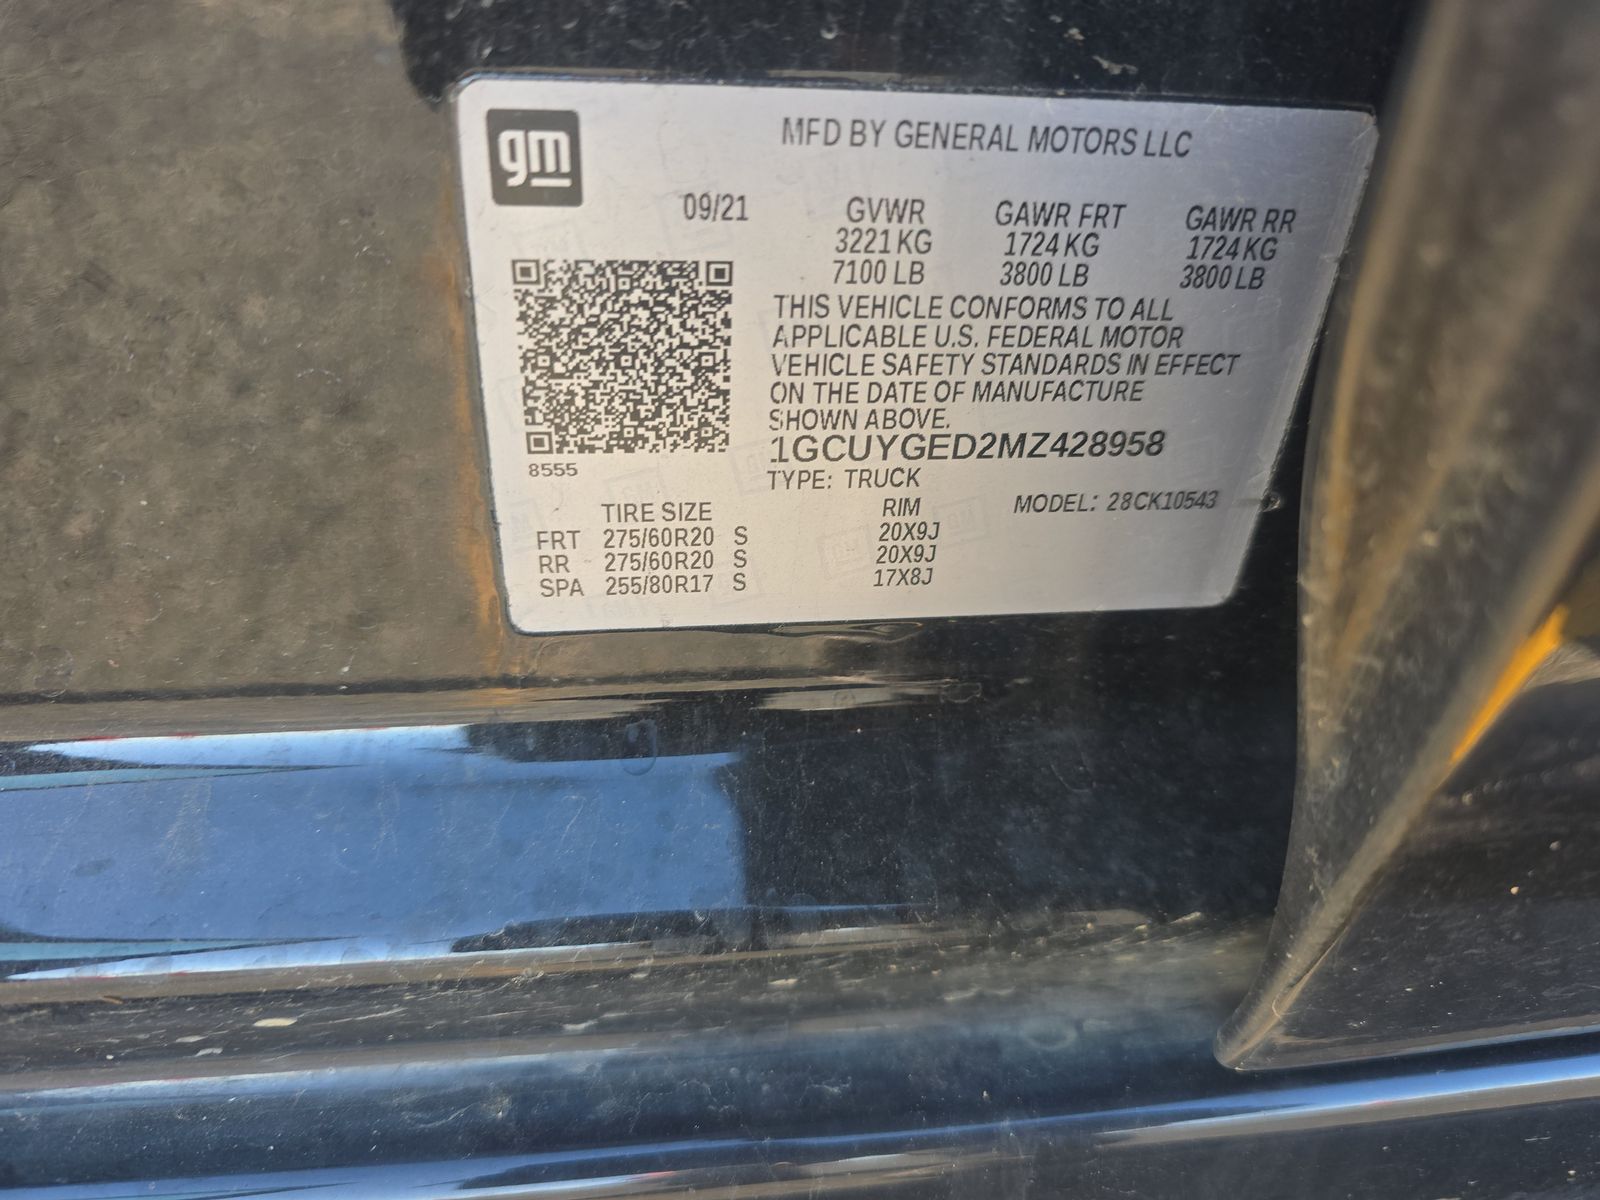 gm
MFD BY GENERAL MOTORS LLC
09/21 GVWR GAWR FRT GAWR RR
3221 KG 1724 KG 1724 KG
7100 LB 3800 LB 3800 LB
THIS VEHICLE CONFORMS TO ALL
APPLICABLE U.S. FEDERAL MOTOR
VEHICLE SAFETY STANDARDS IN EFFECT
ON THE DATE OF MANUFACTURE
SHOWN ABOVE.
1GCUYGED2MZ428958
8555
TYPE: TRUCK
MODEL: 28CK10543
TIRE SIZE RIM
FRT 275/60R20 S 20X9J
RR 275/60R20 S 20X9J
SPA 255/80R17 S 17X8J